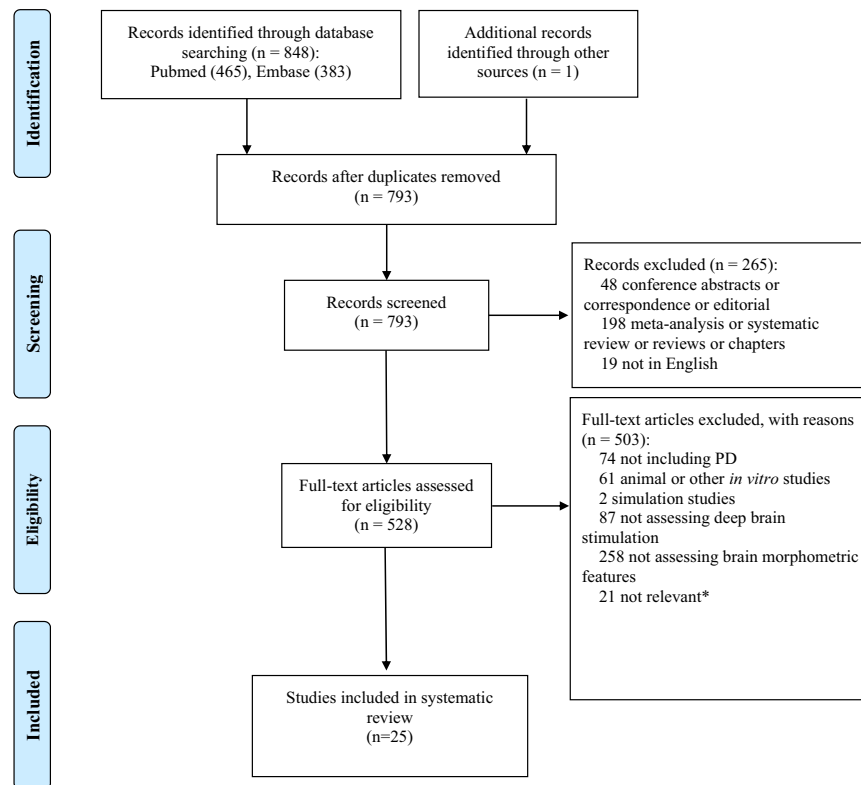 Identification
Records identified through database
searching (n = 848):
Pubmed (465), Embase (383)
Additional records
identified through other
sources (n = 1)
Records after duplicates removed
(n = 793)
Screening
Records screened
(n = 793)
Records excluded (n = 265):
48 conference abstracts or
correspondence or editorial
198 meta-analysis or systematic
review or reviews or chapters
19 not in English
Eligibility
Full-text articles assessed
for eligibility
(n = 528)
Full-text articles excluded, with reasons
(n = 503):
74 not including PD
61 animal or other in vitro studies
2 simulation studies
87 not assessing deep brain
stimulation
258 not assessing brain morphometric
features
21 not relevant*
Included
Studies included in systematic
review
(n=25)